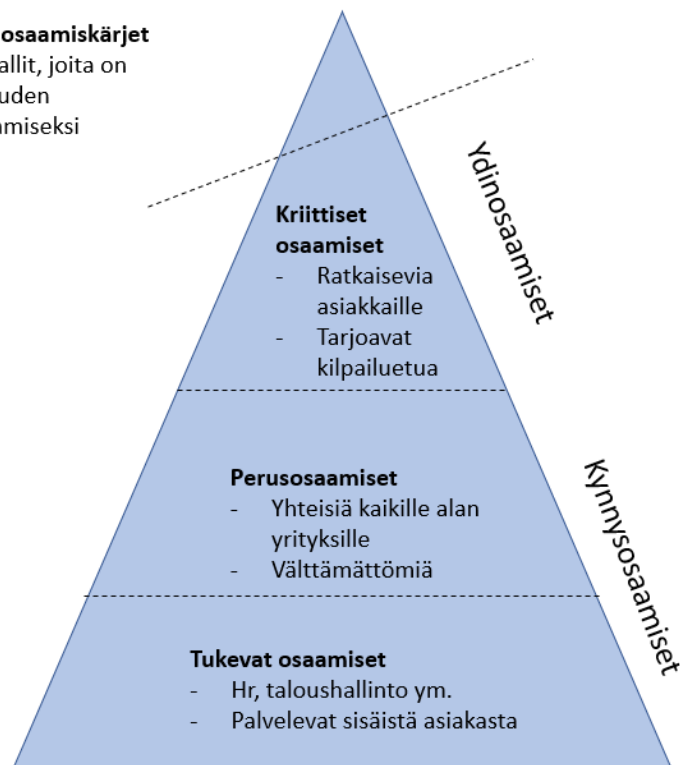 osaamiskärjet
allit, joita on
uden
amiseksi
Ydinosaamiset
Kriittiset
osaamiset
- Ratkaisevia
asiakkaille
- Tarjoavat
kilpailuetua
Perusosaamiset
- Yhteisiä kaikille alan
yrityksille
- Välttämättömiä
Kynnysosaamiset
Tukevat osaamiset
- Hr, taloushallinto ym.
- Palvelevat sisäistä asiakasta